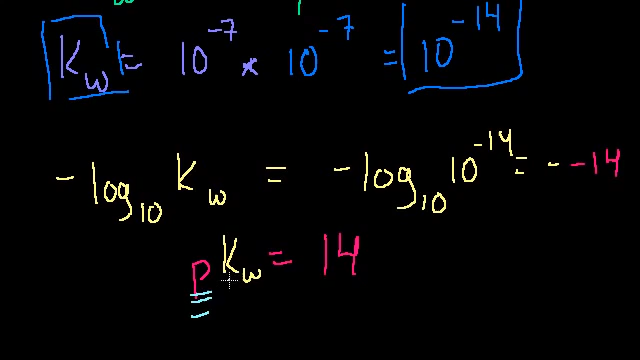 Kw = 10^-7 * 10^-7 = 10^-14
-log10 Kw = -log10 10^-14 = - -14
pKw = 14